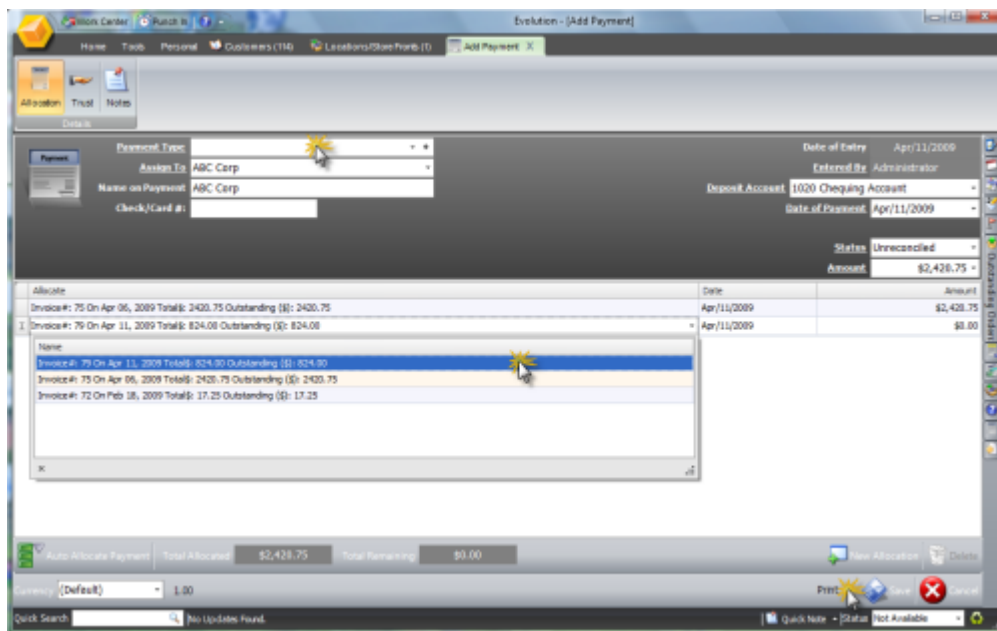 Work Center Punch In Evolution - [Add Payment]
Home Tools Personal Customers (114) Locations/Store Fronts (1) Add Payment X
Allocation Trust Notes
Details
Payment
Payment Type
Date of Entry Apr/11/2009
Assign To ABC Corp
Entered By Administrator
Name on Payment ABC Corp
Deposit Account 1020 Chequing Account
Check/Card #:
Date of Payment Apr/11/2009
Status Unreconciled
Amount $2,420.75
Outstanding Orders
Allocate Date Amount
Invoice#: 75 On Apr 06, 2009 Total$: 2420.75 Outstanding ($): 2420.75 Apr/11/2009 $2,420.75
Invoice#: 79 On Apr 11, 2009 Total$: 824.00 Outstanding ($): 824.00 Apr/11/2009 $0.00
Name
Invoice#: 79 On Apr 11, 2009 Total$: 824.00 Outstanding ($): 824.00
Invoice#: 75 On Apr 06, 2009 Total$: 2420.75 Outstanding ($): 2420.75
Invoice#: 72 On Feb 18, 2009 Total$: 17.25 Outstanding ($): 17.25
Auto Allocate Payment Total Allocated $2,420.75 Total Remaining $0.00 New Allocation Delete
Currency (Default) 1.00 Print Save Cancel
Quick Search No Updates Found. Quick Note Status Not Available